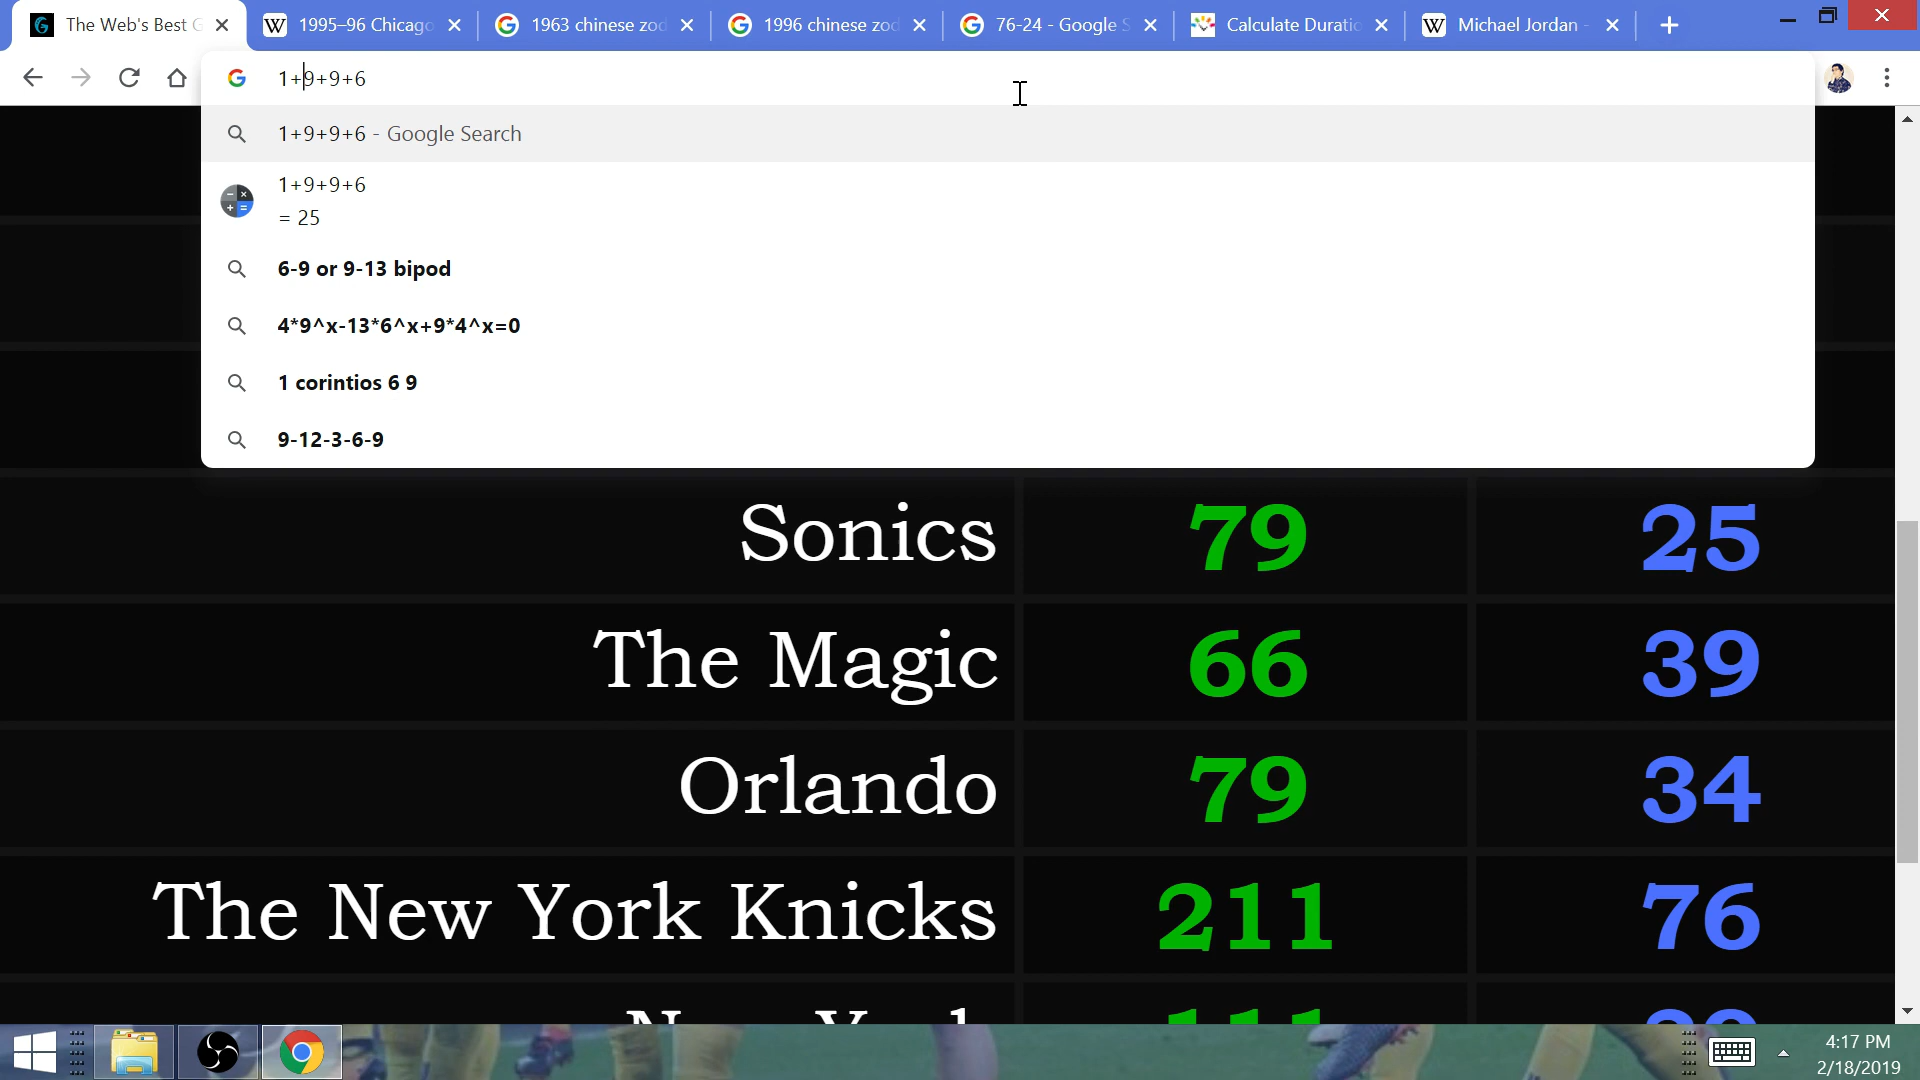 The Web's Best G
1995–96 Chicago
1963 chinese zod
1996 chinese zod
76-24 - Google S
Calculate Duratio
Michael Jordan -
1+9+9+6
1+9+9+6 - Google Search
1+9+9+6
= 25
6-9 or 9-13 bipod
4*9^x-13*6^x+9*4^x=0
1 corintios 6 9
9-12-3-6-9
Sonics 79 25
The Magic 66 39
Orlando 79 34
The New York Knicks 211 76
4:17 PM
2/18/2019